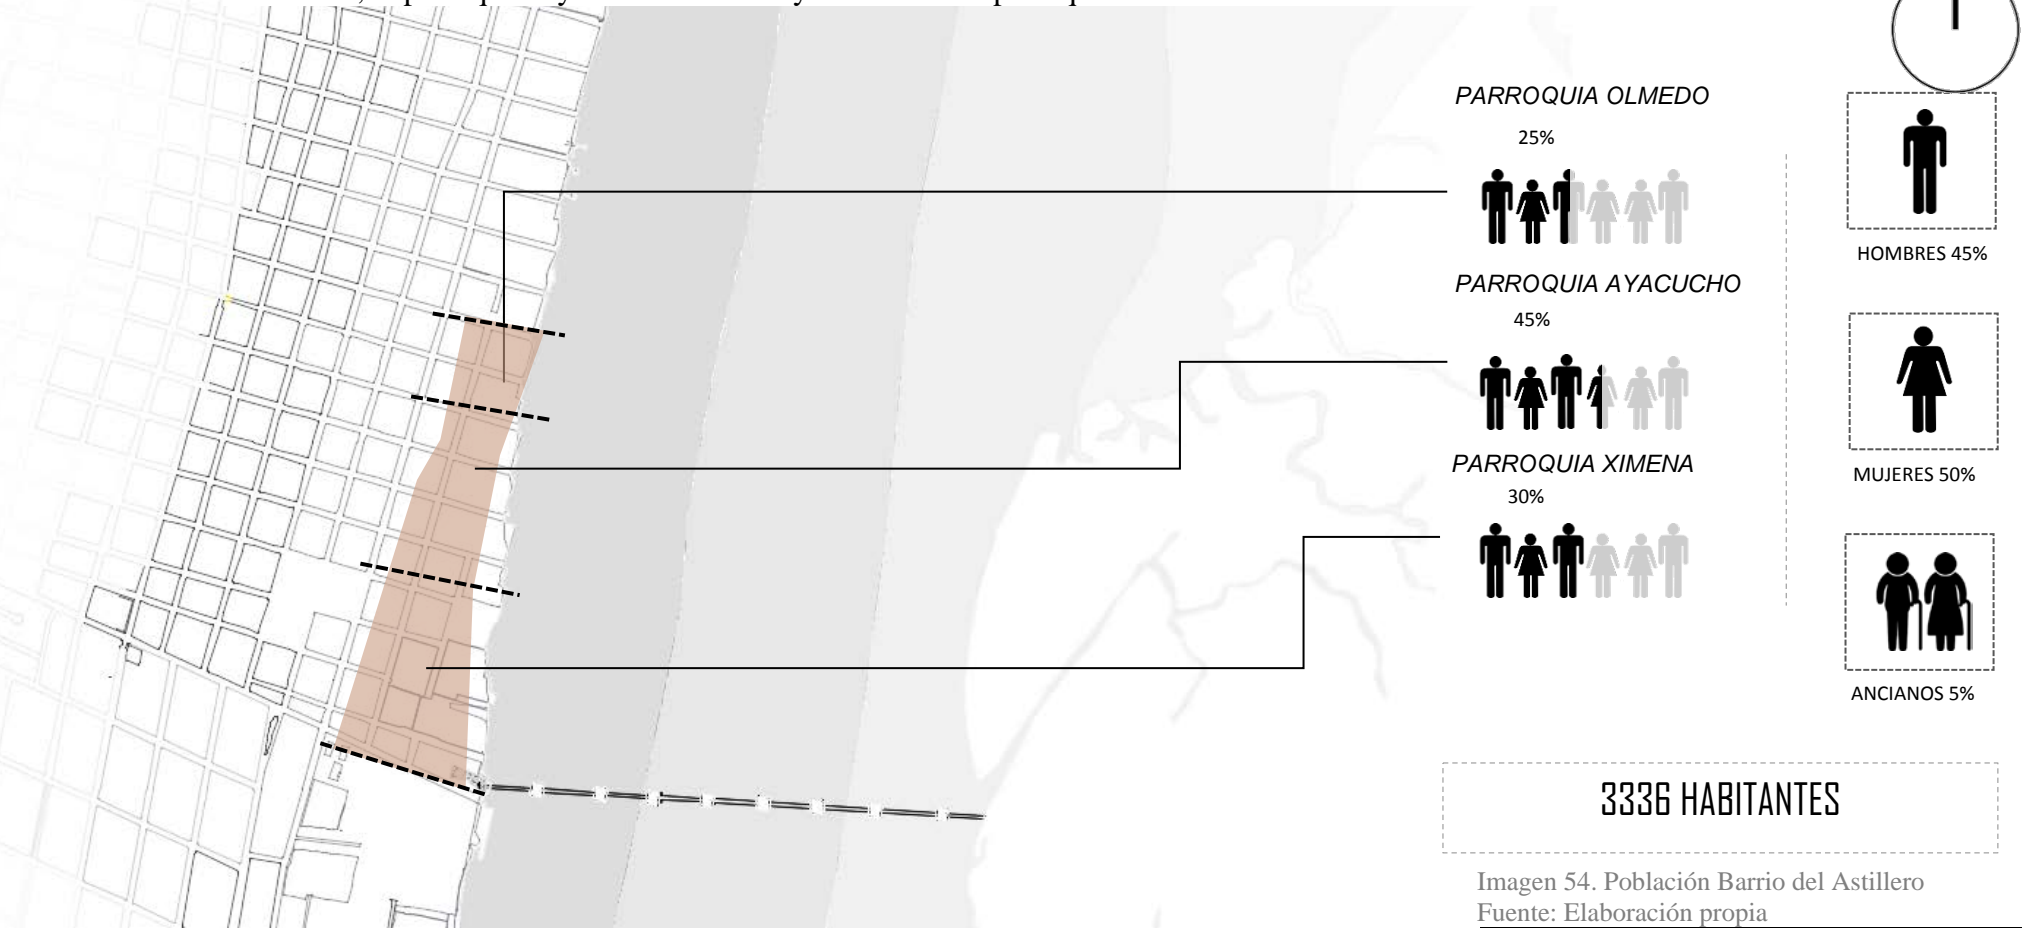 PARROQUIA OLMEDO
25%
PARROQUIA AYACUCHO
45%
PARROQUIA XIMENA
30%
HOMBRES 45%
MUJERES 50%
ANCIANOS 5%
3336 HABITANTES
Imagen 54. Población Barrio del Astillero
Fuente: Elaboración propia